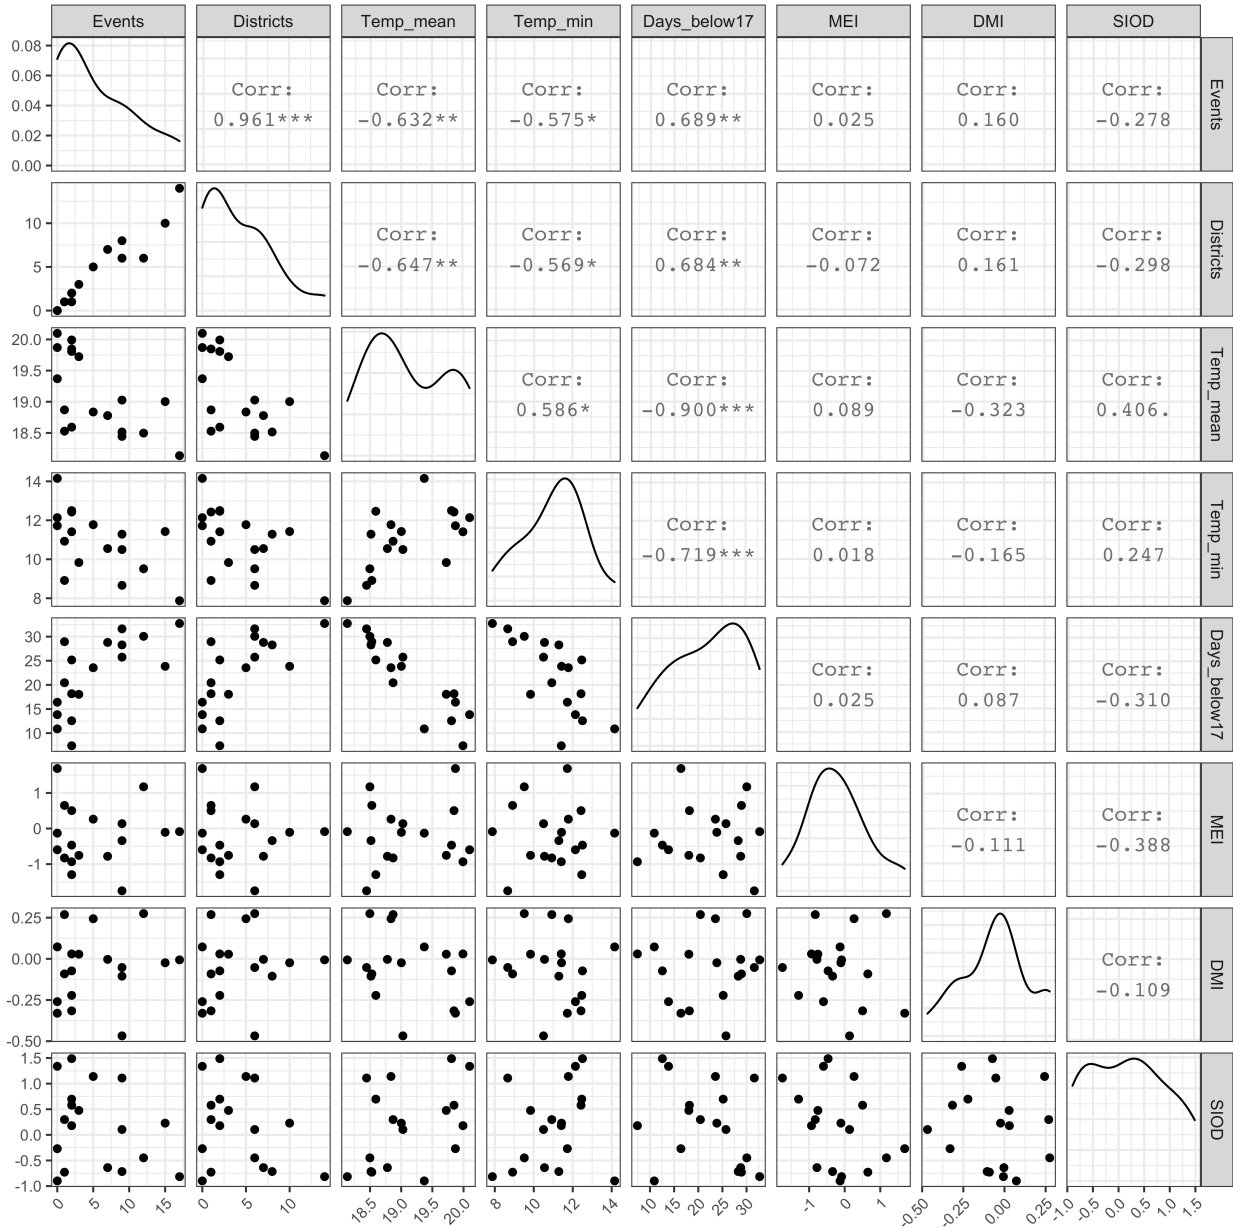 Events Districts Temp_mean Temp_min Days_below17 MEI DMI SIOD
0.08
0.06
0.04
0.02
0.00
Corr:
0.961***
Corr:
-0.632**
Corr:
-0.575*
Corr:
0.689**
Corr:
0.025
Corr:
0.160
Corr:
-0.278
Events
10
5
0
Corr:
-0.647**
Corr:
-0.569*
Corr:
0.684**
Corr:
-0.072
Corr:
0.161
Corr:
-0.298
Districts
20.0
19.5
19.0
18.5
Corr:
0.586*
Corr:
-0.900***
Corr:
0.089
Corr:
-0.323
Corr:
0.406.
Temp_mean
14
12
10
8
Corr:
-0.719***
Corr:
0.018
Corr:
-0.165
Corr:
0.247
Temp_min
30
25
20
15
10
Corr:
0.025
Corr:
0.087
Corr:
-0.310
Days_below17
1
0
-1
Corr:
-0.111
Corr:
-0.388
MEI
0.25
0.00
-0.25
-0.50
Corr:
-0.109
DMI
1.5
1.0
0.5
0.0
-0.5
-1.0
SIOD
0 5 10 15
0 5 10
18.5 19.0 19.5 20.0
8 10 12 14
10 15 20 25 30
-1 0 1
-0.50 -0.25 0.00 0.25
-1.0 -0.5 0.0 0.5 1.0 1.5